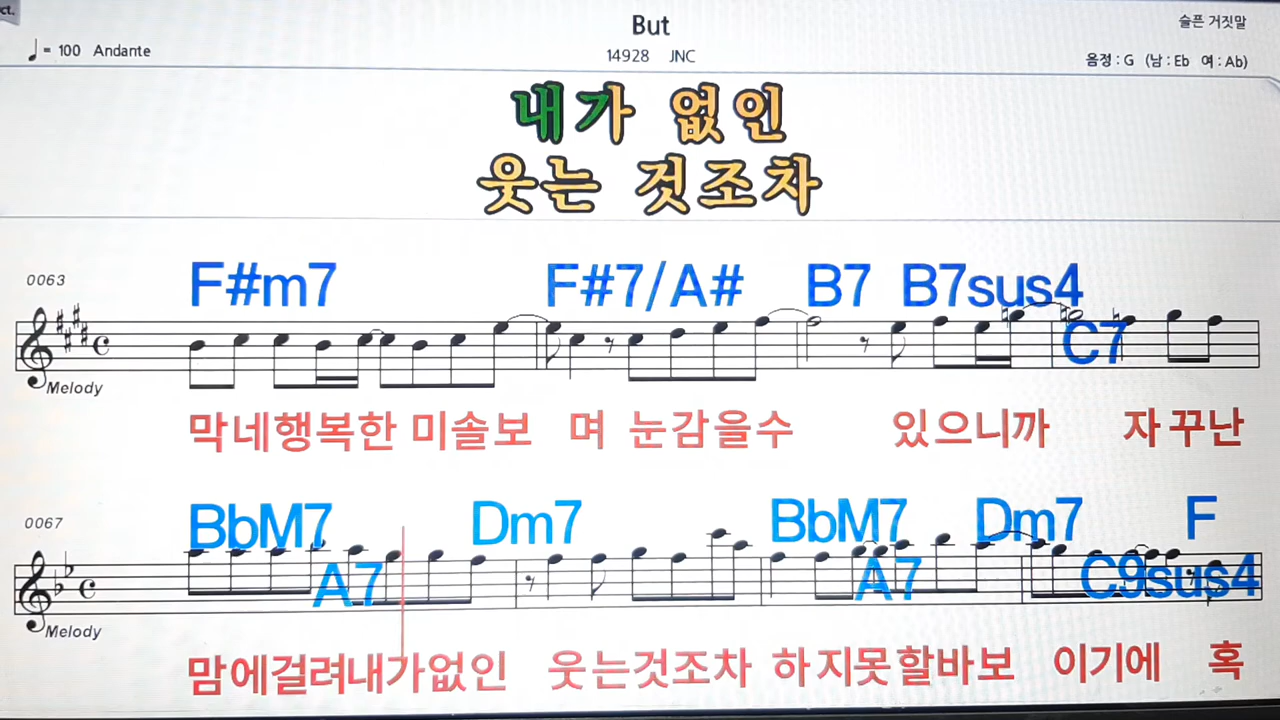 ct.
But
슬픈 거짓말
♩ = 100 Andante
14928 JNC
음정 : G (남 : Eb 여 : Ab)
내가 없인
웃는 것조차
0063
F#m7 F#7/A# B7 B7sus4
C7
Melody
막네행복한 미솔보 며 눈감을수 있으니까 자꾸난
0067
BbM7 Dm7 BbM7 Dm7 F
A7 A7 C9sus4
Melody
맘에걸려내가없인 웃는것조차 하지못할바보 이기에 혹